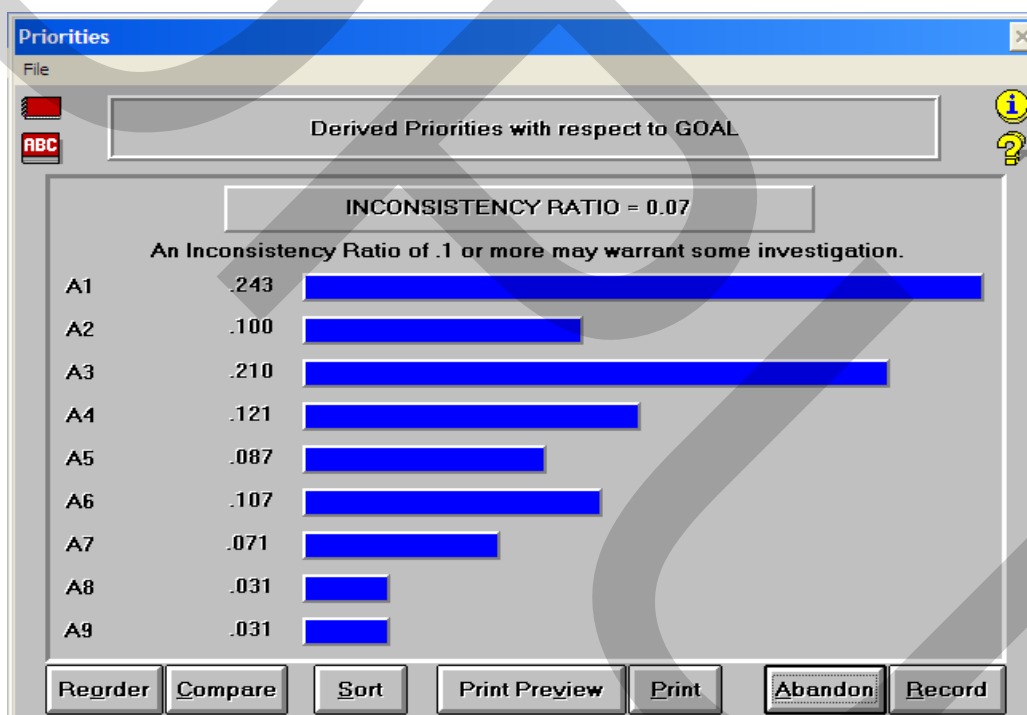 Priorities
File
ABC
Derived Priorities with respect to GOAL
i
?
INCONSISTENCY RATIO = 0.07
An Inconsistency Ratio of .1 or more may warrant some investigation.
A1 .243
A2 .100
A3 .210
A4 .121
A5 .087
A6 .107
A7 .071
A8 .031
A9 .031
Reorder Compare Sort Print Preview Print Abandon Record